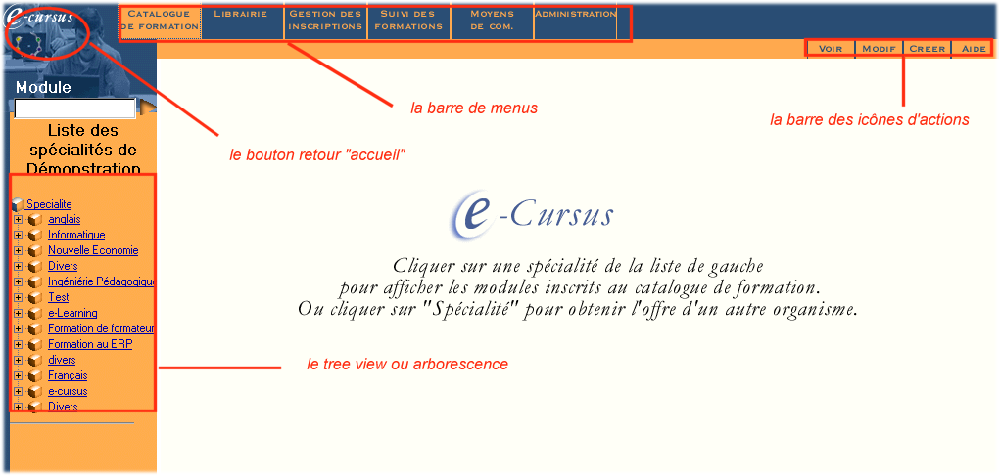 e-cursus
CATALOGUE DE FORMATION
LIBRAIRIE
GESTION DES INSCRIPTIONS
SUIVI DES FORMATIONS
MOYENS DE COM.
ADMINISTRATION
VOIR
MODIF
CREER
AIDE
Module
la barre de menus
la barre des icônes d'actions
le bouton retour "accueil"
Liste des
spécialités de
Démonstration
Specialite
anglais
Informatique
Nouvelle Economie
Divers
Ingéniérie Pédagogique
Test
e-Learning
Formation de formateur
Formation au ERP
divers
Français
e-cursus
Divers
e-Cursus
Cliquer sur une spécialité de la liste de gauche
pour afficher les modules inscrits au catalogue de formation.
Ou cliquer sur "Spécialité" pour obtenir l'offre d'un autre organisme.
le tree view ou arborescence